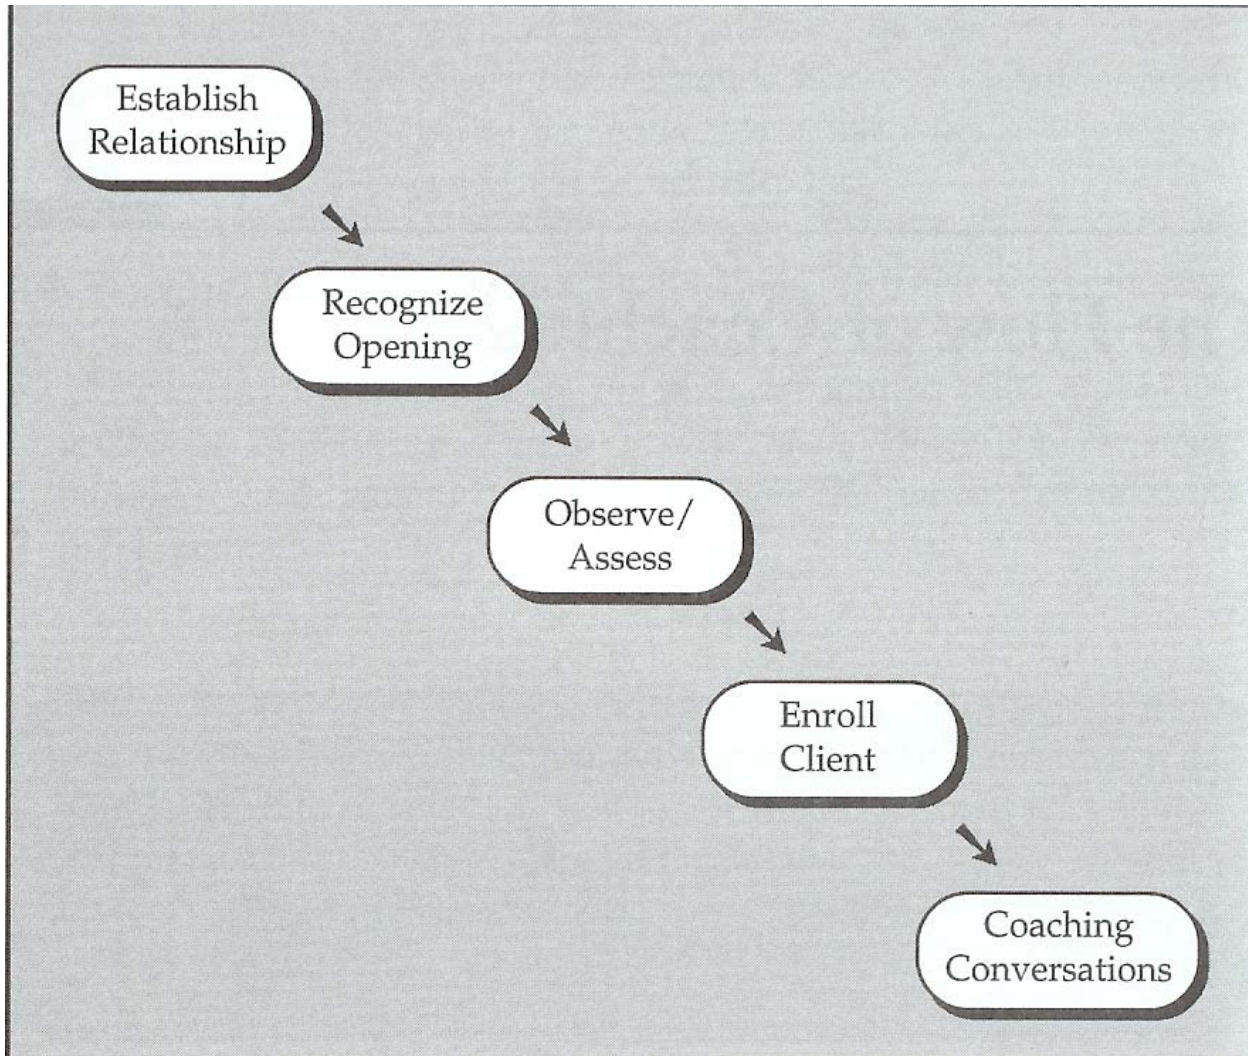 Establish
Relationship
Recognize
Opening
Observe/
Assess
Enroll
Client
Coaching
Conversations